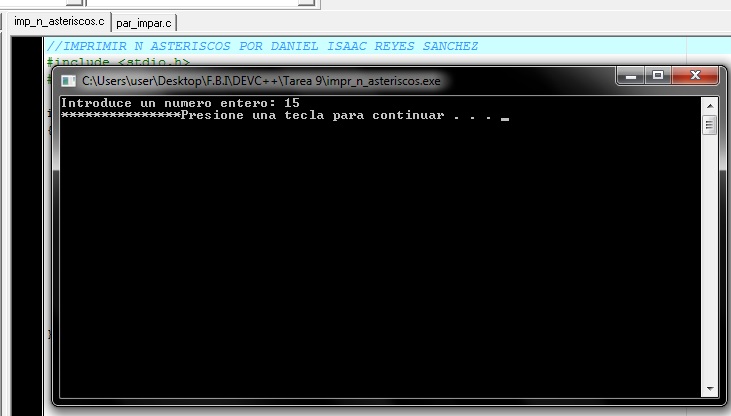 imp_n_asteriscos.c par_impar.c
//IMPRIMIR N ASTERISCOS POR DANIEL ISAAC REYES SANCHEZ
#include <stdio.h>
#
C:\Users\user\Desktop\F.B.I\DEVC++\Tarea 9\impr_n_asteriscos.exe
Introduce un numero entero: 15
***************Presione una tecla para continuar . . . _
{
}